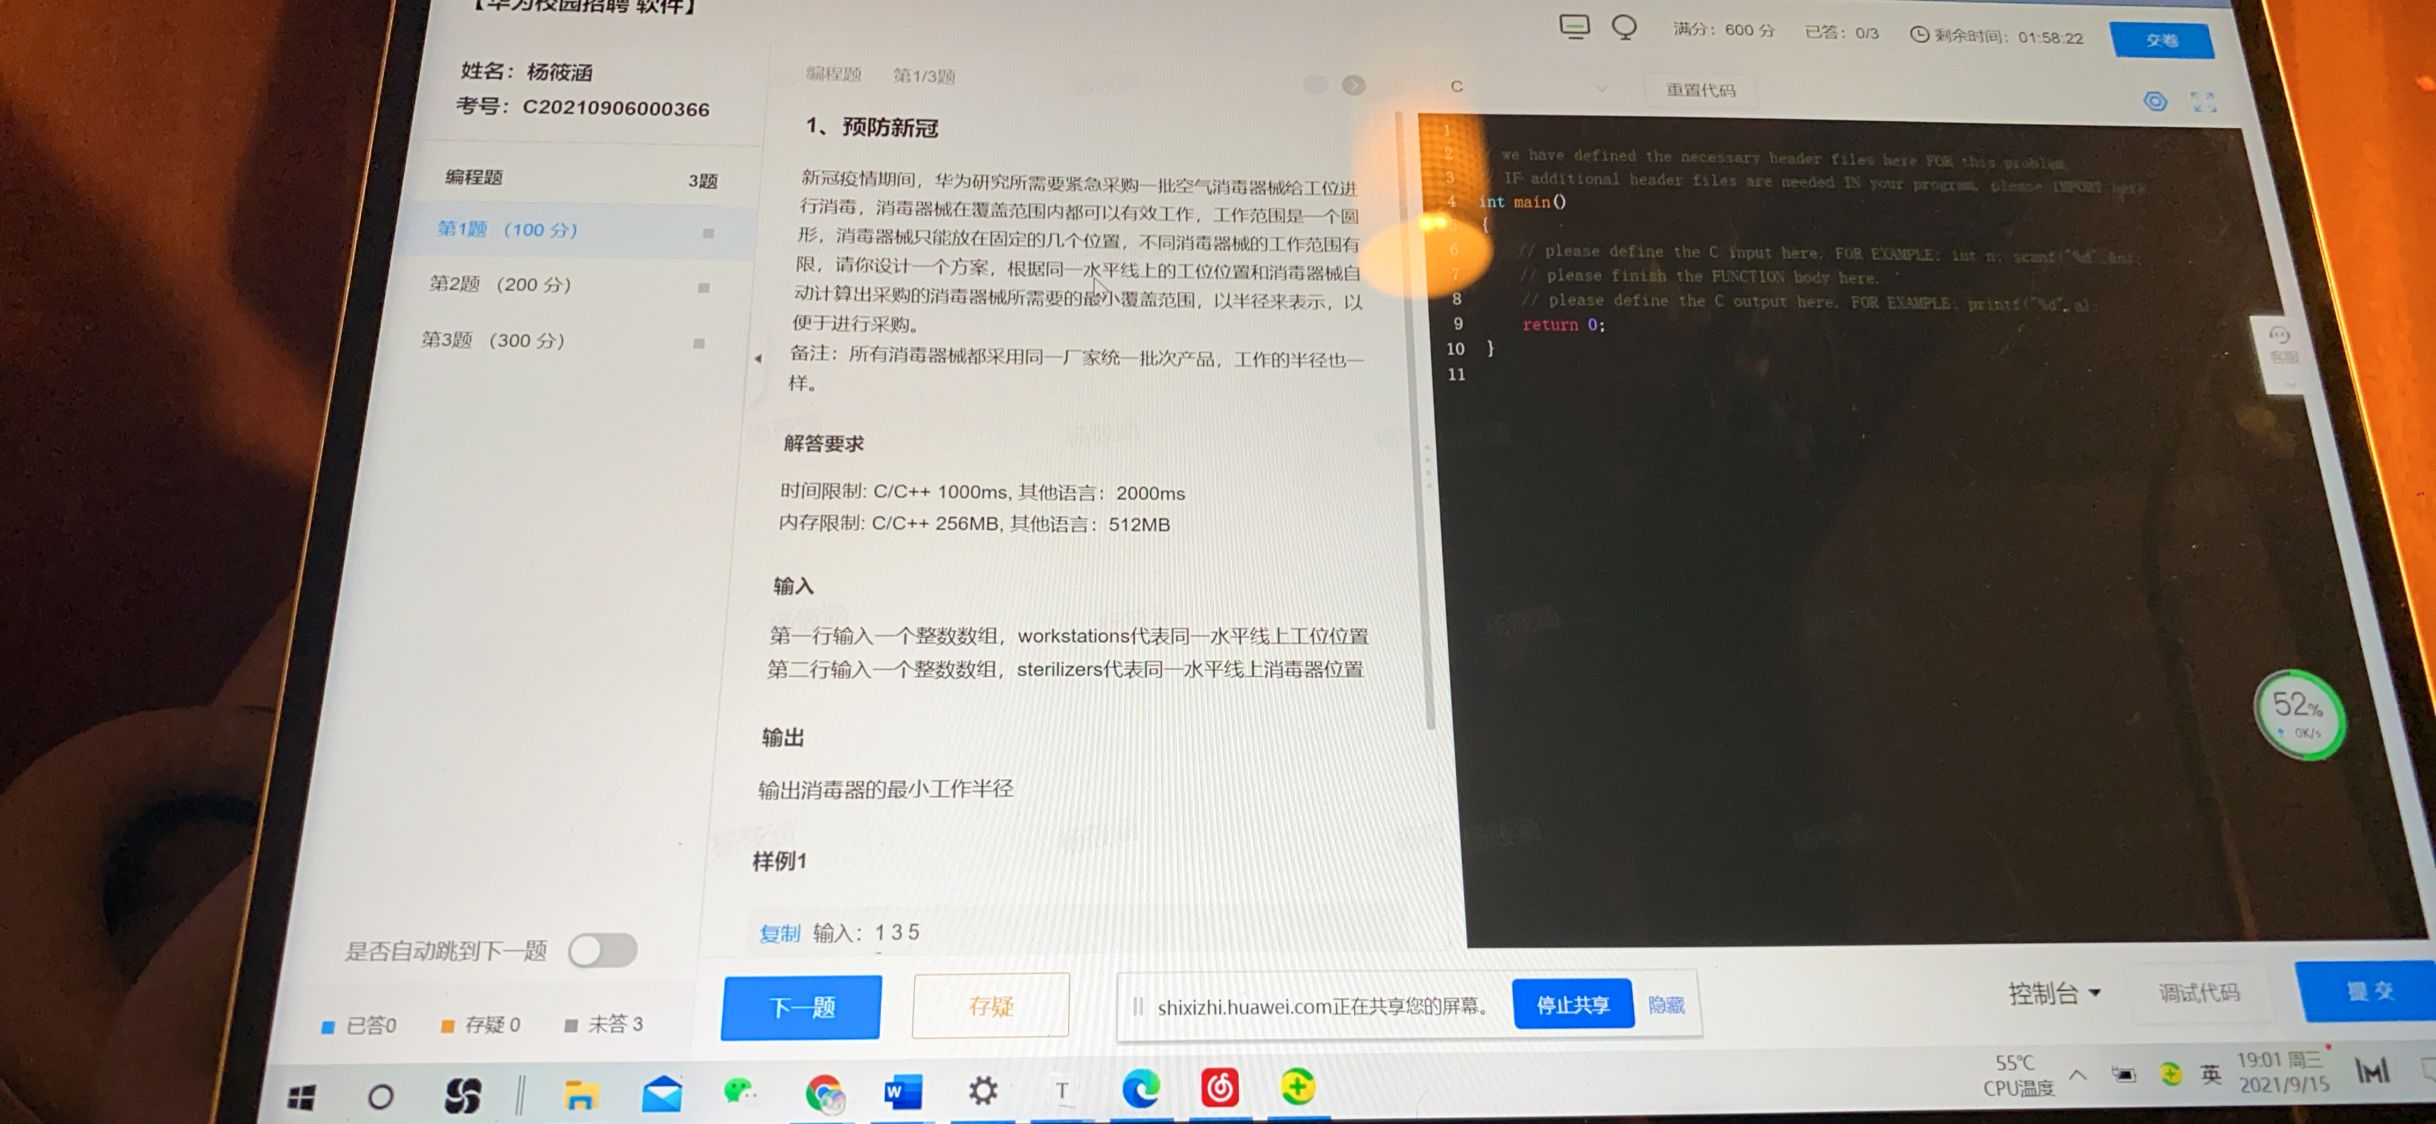 【华为校园招聘 软件】
满分：600 分
已答：0/3
剩余时间：01:58:22
交卷
姓名：杨筱涵
考号：C20210906000366
编程题
3题
第1题 （100 分）
第2题 （200 分）
第3题 （300 分）
是否自动跳到下一题
已答0
存疑 0
未答 3
编程题
第1/3题
1、预防新冠
新冠疫情期间，华为研究所需要紧急采购一批空气消毒器械给工位进
行消毒，消毒器械在覆盖范围内都可以有效工作，工作范围是一个圆
形，消毒器械只能放在固定的几个位置，不同消毒器械的工作范围有
限，请你设计一个方案，根据同一水平线上的工位位置和消毒器械自
动计算出采购的消毒器械所需要的最小覆盖范围，以半径来表示，以
便于进行采购。
备注：所有消毒器械都采用同一厂家统一批次产品，工作的半径也一
样。
解答要求
时间限制: C/C++ 1000ms, 其他语言：2000ms
内存限制: C/C++ 256MB, 其他语言：512MB
输入
第一行输入一个整数数组，workstations代表同一水平线上工位位置
第二行输入一个整数数组，sterilizers代表同一水平线上消毒器位置
输出
输出消毒器的最小工作半径
样例1
复制 输入：1 3 5
下一题
存疑
C
重置代码
1
2 we have defined the necessary header files here FOR this problem.
3 IF additional header files are needed IN your program, please IMPORT here.
4 int main()
{
6 // please define the C input here. FOR EXAMPLE: int n; scanf("%d",&n);
7 // please finish the FUNCTION body here.
8 // please define the C output here. FOR EXAMPLE: printf("%d",a);
9 return 0;
10 }
11
客服
52%
0K/s
shixizhi.huawei.com正在共享您的屏幕。
停止共享
隐藏
控制台
调试代码
提交
W
T
55℃
CPU温度
英
19:01 周三
2021/9/15